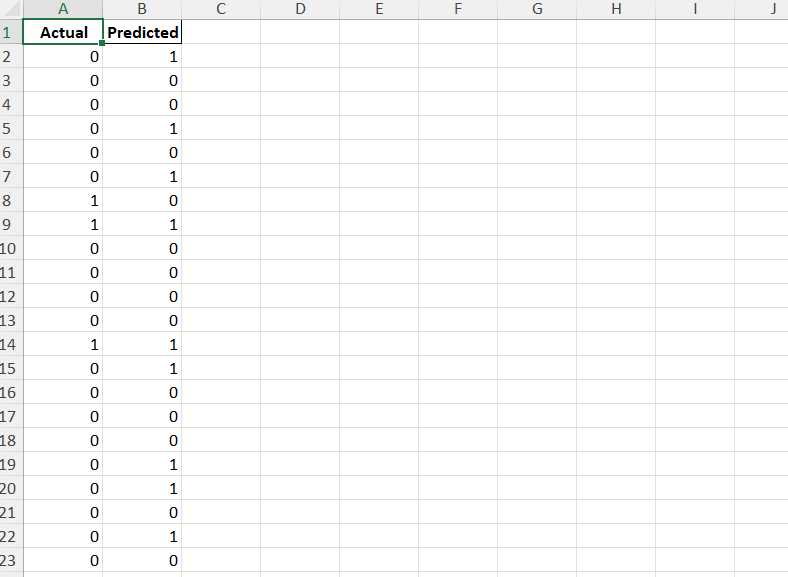 A B C D E F G H I J
1 Actual Predicted
2 0 1
3 0 0
4 0 0
5 0 1
6 0 0
7 0 1
8 1 0
9 1 1
10 0 0
11 0 0
12 0 0
13 0 0
14 1 1
15 0 1
16 0 0
17 0 0
18 0 0
19 0 1
20 0 1
21 0 0
22 0 1
23 0 0